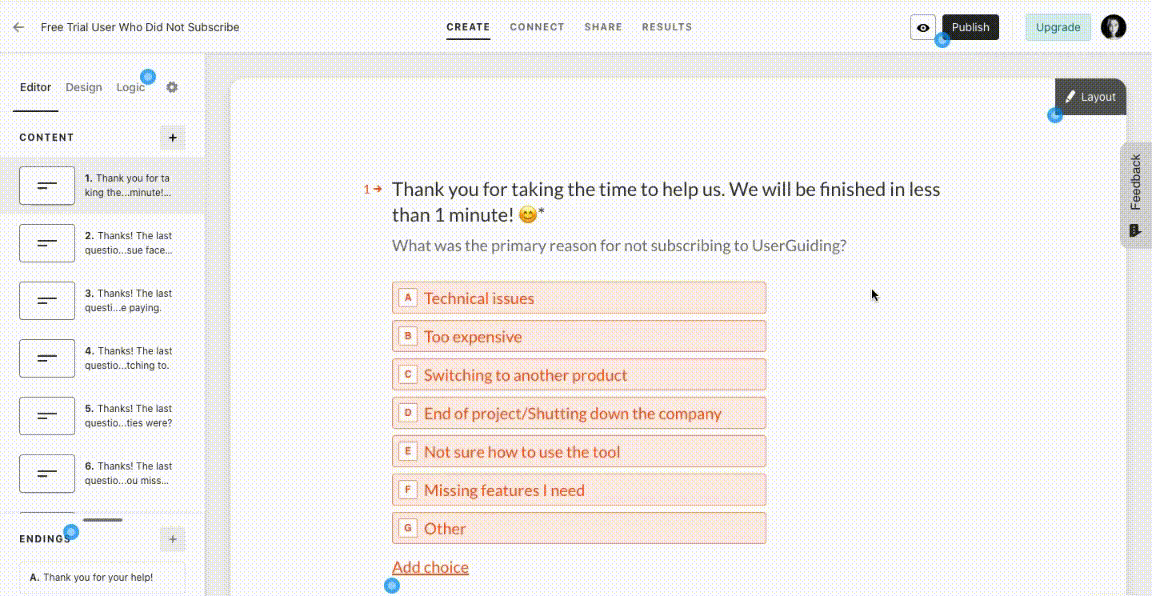 Free Trial User Who Did Not Subscribe
CREATE CONNECT SHARE RESULTS
Publish
Upgrade
Editor Design Logic
Layout
CONTENT
+
Feedback
1. Thank you for ta
king the...minute!...
2. Thanks! The last
questio...sue face...
3. Thanks! The last
questi...e paying.
4. Thanks! The last
questio...tching to.
5. Thanks! The last
questio...ties were?
6. Thanks! The last
questio...ou miss...
ENDINGS
+
A. Thank you for your help!
1→ Thank you for taking the time to help us. We will be finished in less
than 1 minute! 😊*
What was the primary reason for not subscribing to UserGuiding?
A Technical issues
B Too expensive
C Switching to another product
D End of project/Shutting down the company
E Not sure how to use the tool
F Missing features I need
G Other
Add choice